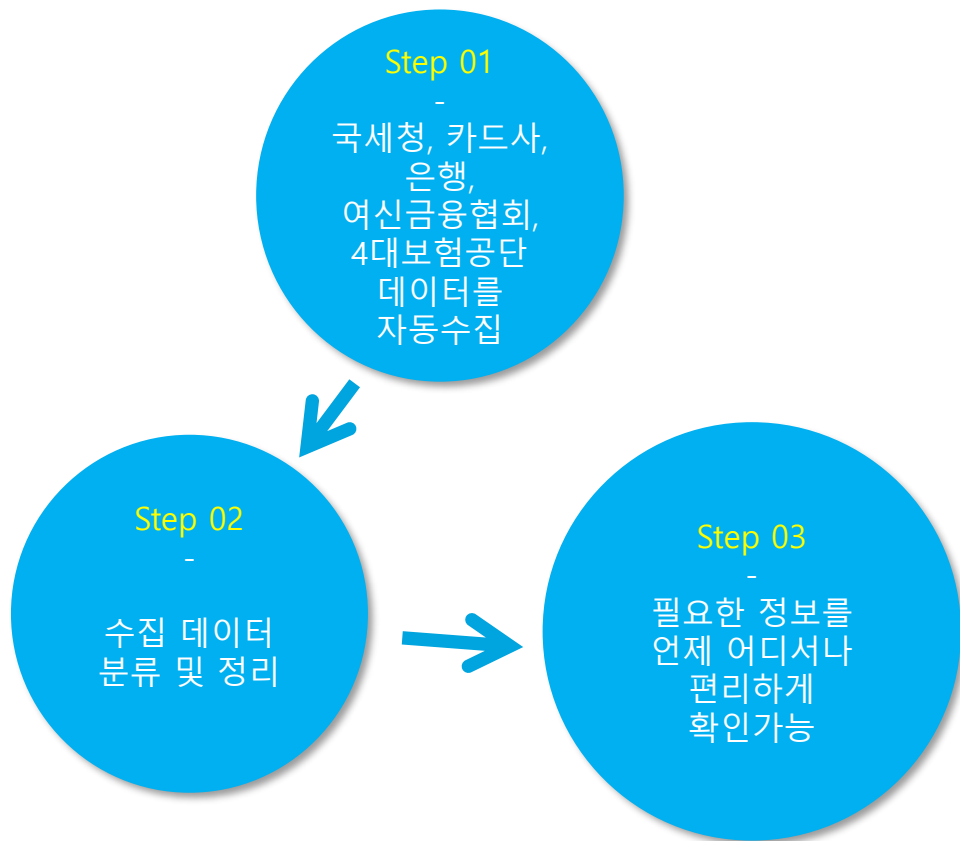 Step 01
-
국세청, 카드사,
은행,
여신금융협회,
4대보험공단
데이터를
자동수집
Step 02
-
수집 데이터
분류 및 정리
Step 03
-
필요한 정보를
언제 어디서나
편리하게
확인가능